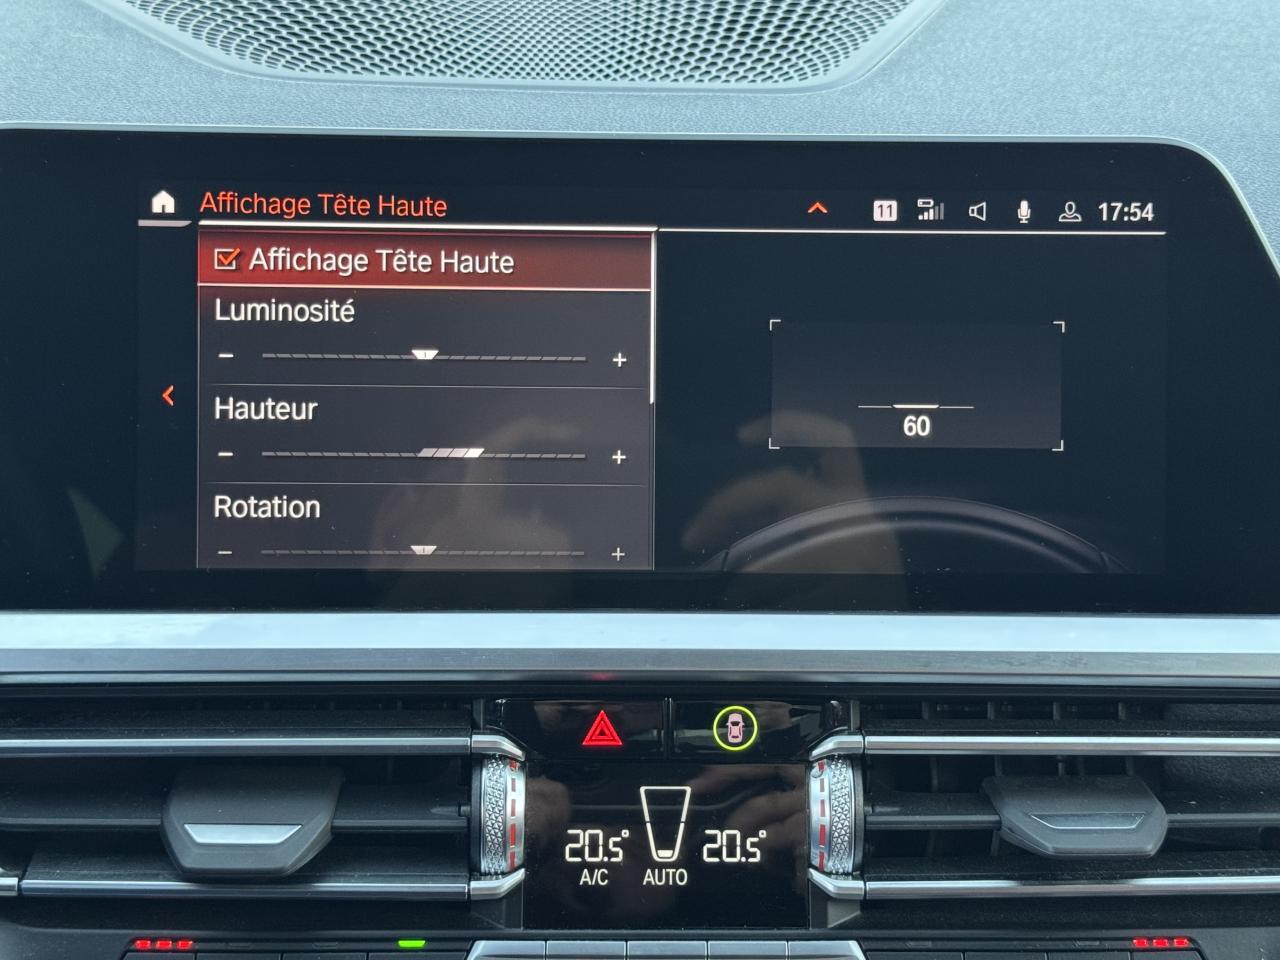 Affichage Tête Haute
11
17:54
Affichage Tête Haute
Luminosité
- +
Hauteur
- +
Rotation
- +
60
20.5° 20.5°
A/C AUTO